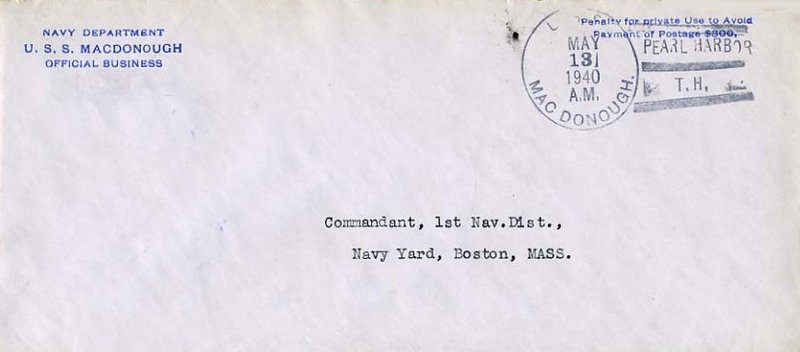 NAVY DEPARTMENT
U. S. S. MACDONOUGH
OFFICIAL BUSINESS
Penalty for private Use to Avoid
Payment of Postage $300.
MAY
13
1940
A.M.
MAC DONOUGH.
PEARL HARBOR
T.H.
Commandant, 1st Nav.Dist.,
Navy Yard, Boston, MASS.